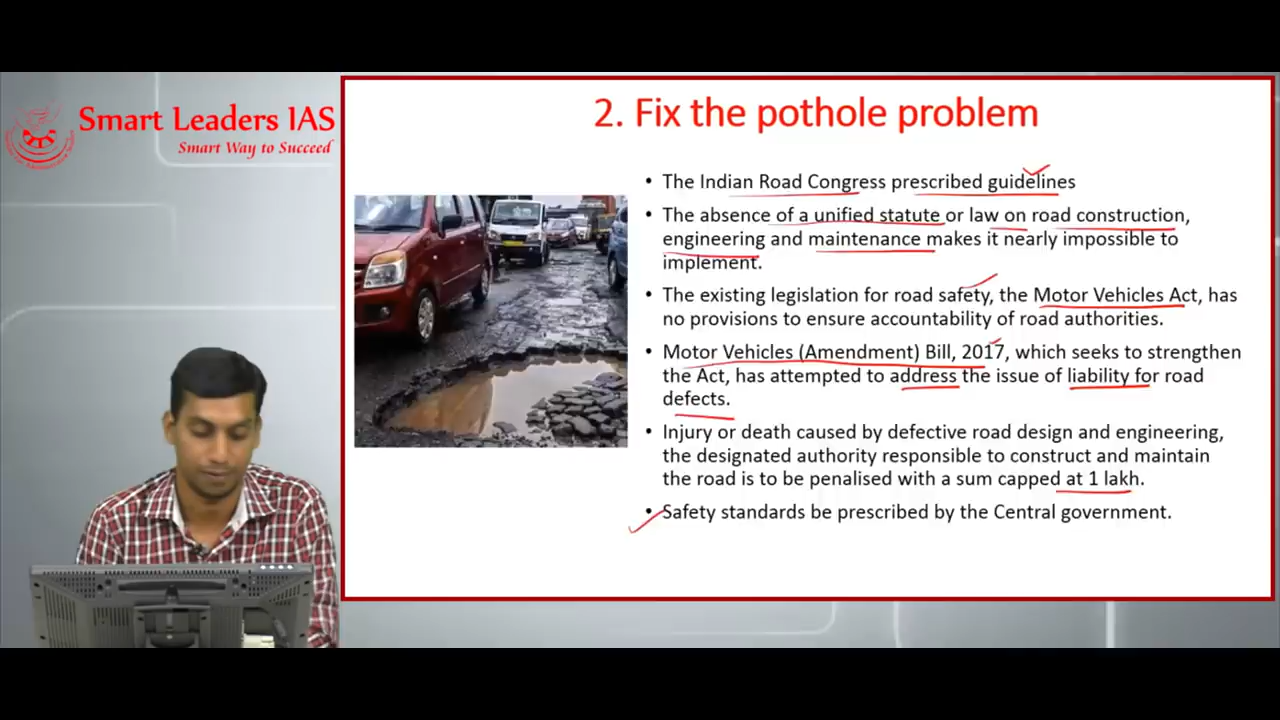 Smart Leaders IAS
Smart Way to Succeed
2. Fix the pothole problem
• The Indian Road Congress prescribed guidelines
• The absence of a unified statute or law on road construction,
engineering and maintenance makes it nearly impossible to
implement.
• The existing legislation for road safety, the Motor Vehicles Act, has
no provisions to ensure accountability of road authorities.
• Motor Vehicles (Amendment) Bill, 2017, which seeks to strengthen
the Act, has attempted to address the issue of liability for road
defects.
• Injury or death caused by defective road design and engineering,
the designated authority responsible to construct and maintain
the road is to be penalised with a sum capped at 1 lakh.
• Safety standards be prescribed by the Central government.